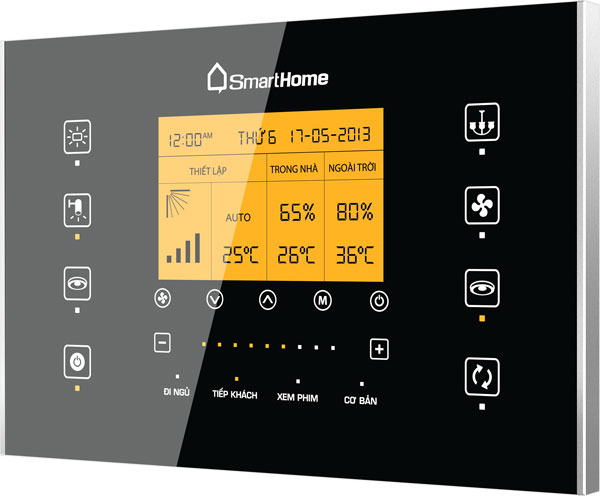 SmartHome
12:00AM THỨ 6 17-05-2013
THIẾT LẬP TRONG NHÀ NGOÀI TRỜI
AUTO 65% 80%
25°C 26°C 36°C
M
ĐI NGỦ TIẾP KHÁCH XEM PHIM CƠ BẢN